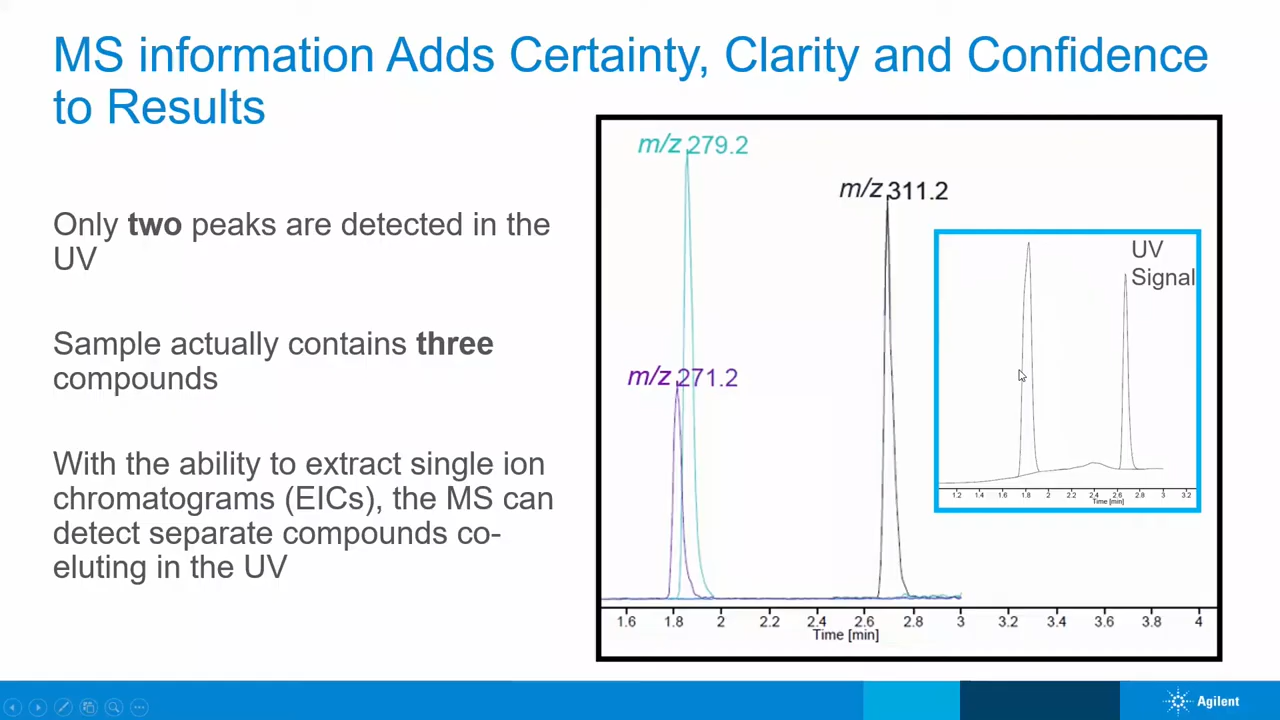 MS information Adds Certainty, Clarity and Confidence
to Results
Only two peaks are detected in the
UV
Sample actually contains three
compounds
With the ability to extract single ion
chromatograms (EICs), the MS can
detect separate compounds co-
eluting in the UV
m/z 279.2
m/z 311.2
m/z 271.2
UV
Signal
1.2 1.4 1.6 1.8 2 2.2 2.4 2.6 2.8 3 3.2
Time [min]
1.6 1.8 2 2.2 2.4 2.6 2.8 3 3.2 3.4 3.6 3.8 4
Time [min]
Agilent